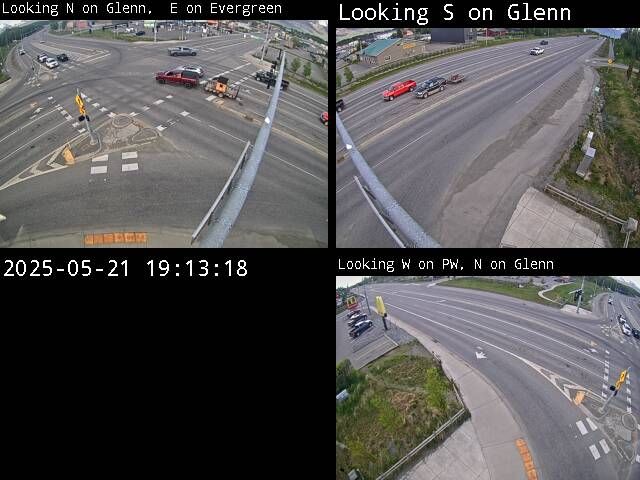 Looking N on Glenn, E on Evergreen
Looking S on Glenn
2025-05-21 19:13:18
Looking W on PW, N on Glenn